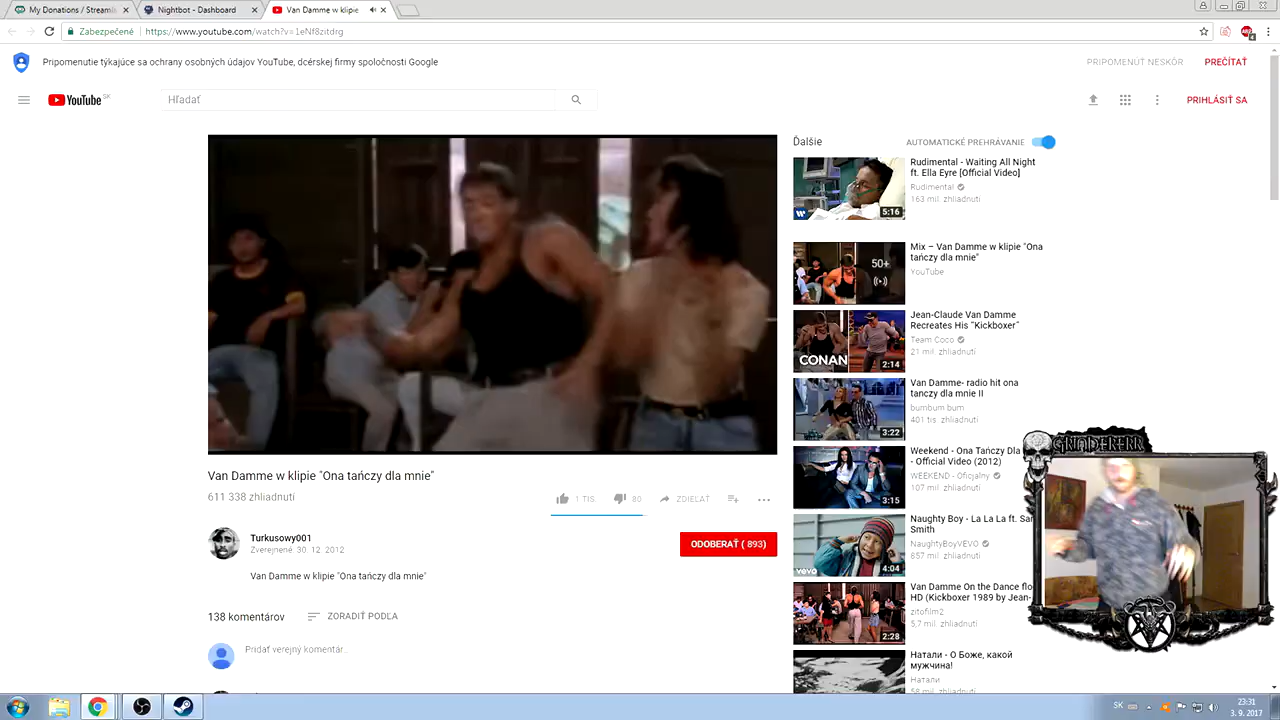 My Donations / Streamla
Nightbot - Dashboard
Van Damme w klipie
Zabezpečené
https://www.youtube.com/watch?v=1eNf8zitdrg
Pripomenutie týkajúce sa ochrany osobných údajov YouTube, dcérskej firmy spoločnosti Google
PRIPOMENÚŤ NESKÔR
PREČÍTAŤ
YouTube SK
Hľadať
PRIHLÁSIŤ SA
Ďalšie
AUTOMATICKÉ PREHRÁVANIE
Rudimental - Waiting All Night
ft. Ella Eyre [Official Video]
Rudimental
163 mil. zhliadnutí
5:16
Mix – Van Damme w klipie "Ona
tańczy dla mnie"
YouTube
50+
Jean-Claude Van Damme
Recreates His "Kickboxer"
Team Coco
21 mil. zhliadnutí
CONAN
2:14
Van Damme- radio hit ona
tanczy dla mnie II
bumbum bum
401 tis. zhliadnutí
3:22
Weekend - Ona Tańczy Dla
- Official Video (2012)
WEEKEND - Oficjalny
107 mil. zhliadnutí
3:15
Naughty Boy - La La La ft. Sam
Smith
NaughtyBoyVEVO
857 mil. zhliadnutí
vevo
4:04
Van Damme On the Dance flo
HD (Kickboxer 1989 by Jean-
zitofilm2
5,7 mil. zhliadnutí
2:28
Натали - О Боже, какой
мужчина!
Натали
58 mil. zhliadnutí
GRINDERERR
Van Damme w klipie "Ona tańczy dla mnie"
611 338 zhliadnutí
1 TIS.
80
ZDIEĽAŤ
Turkusowy001
Zverejnené 30. 12. 2012
ODOBERAŤ (893)
Van Damme w klipie "Ona tańczy dla mnie"
138 komentárov
ZORADIŤ PODĽA
Pridať verejný komentár...
SK
23:31
3. 9. 2017